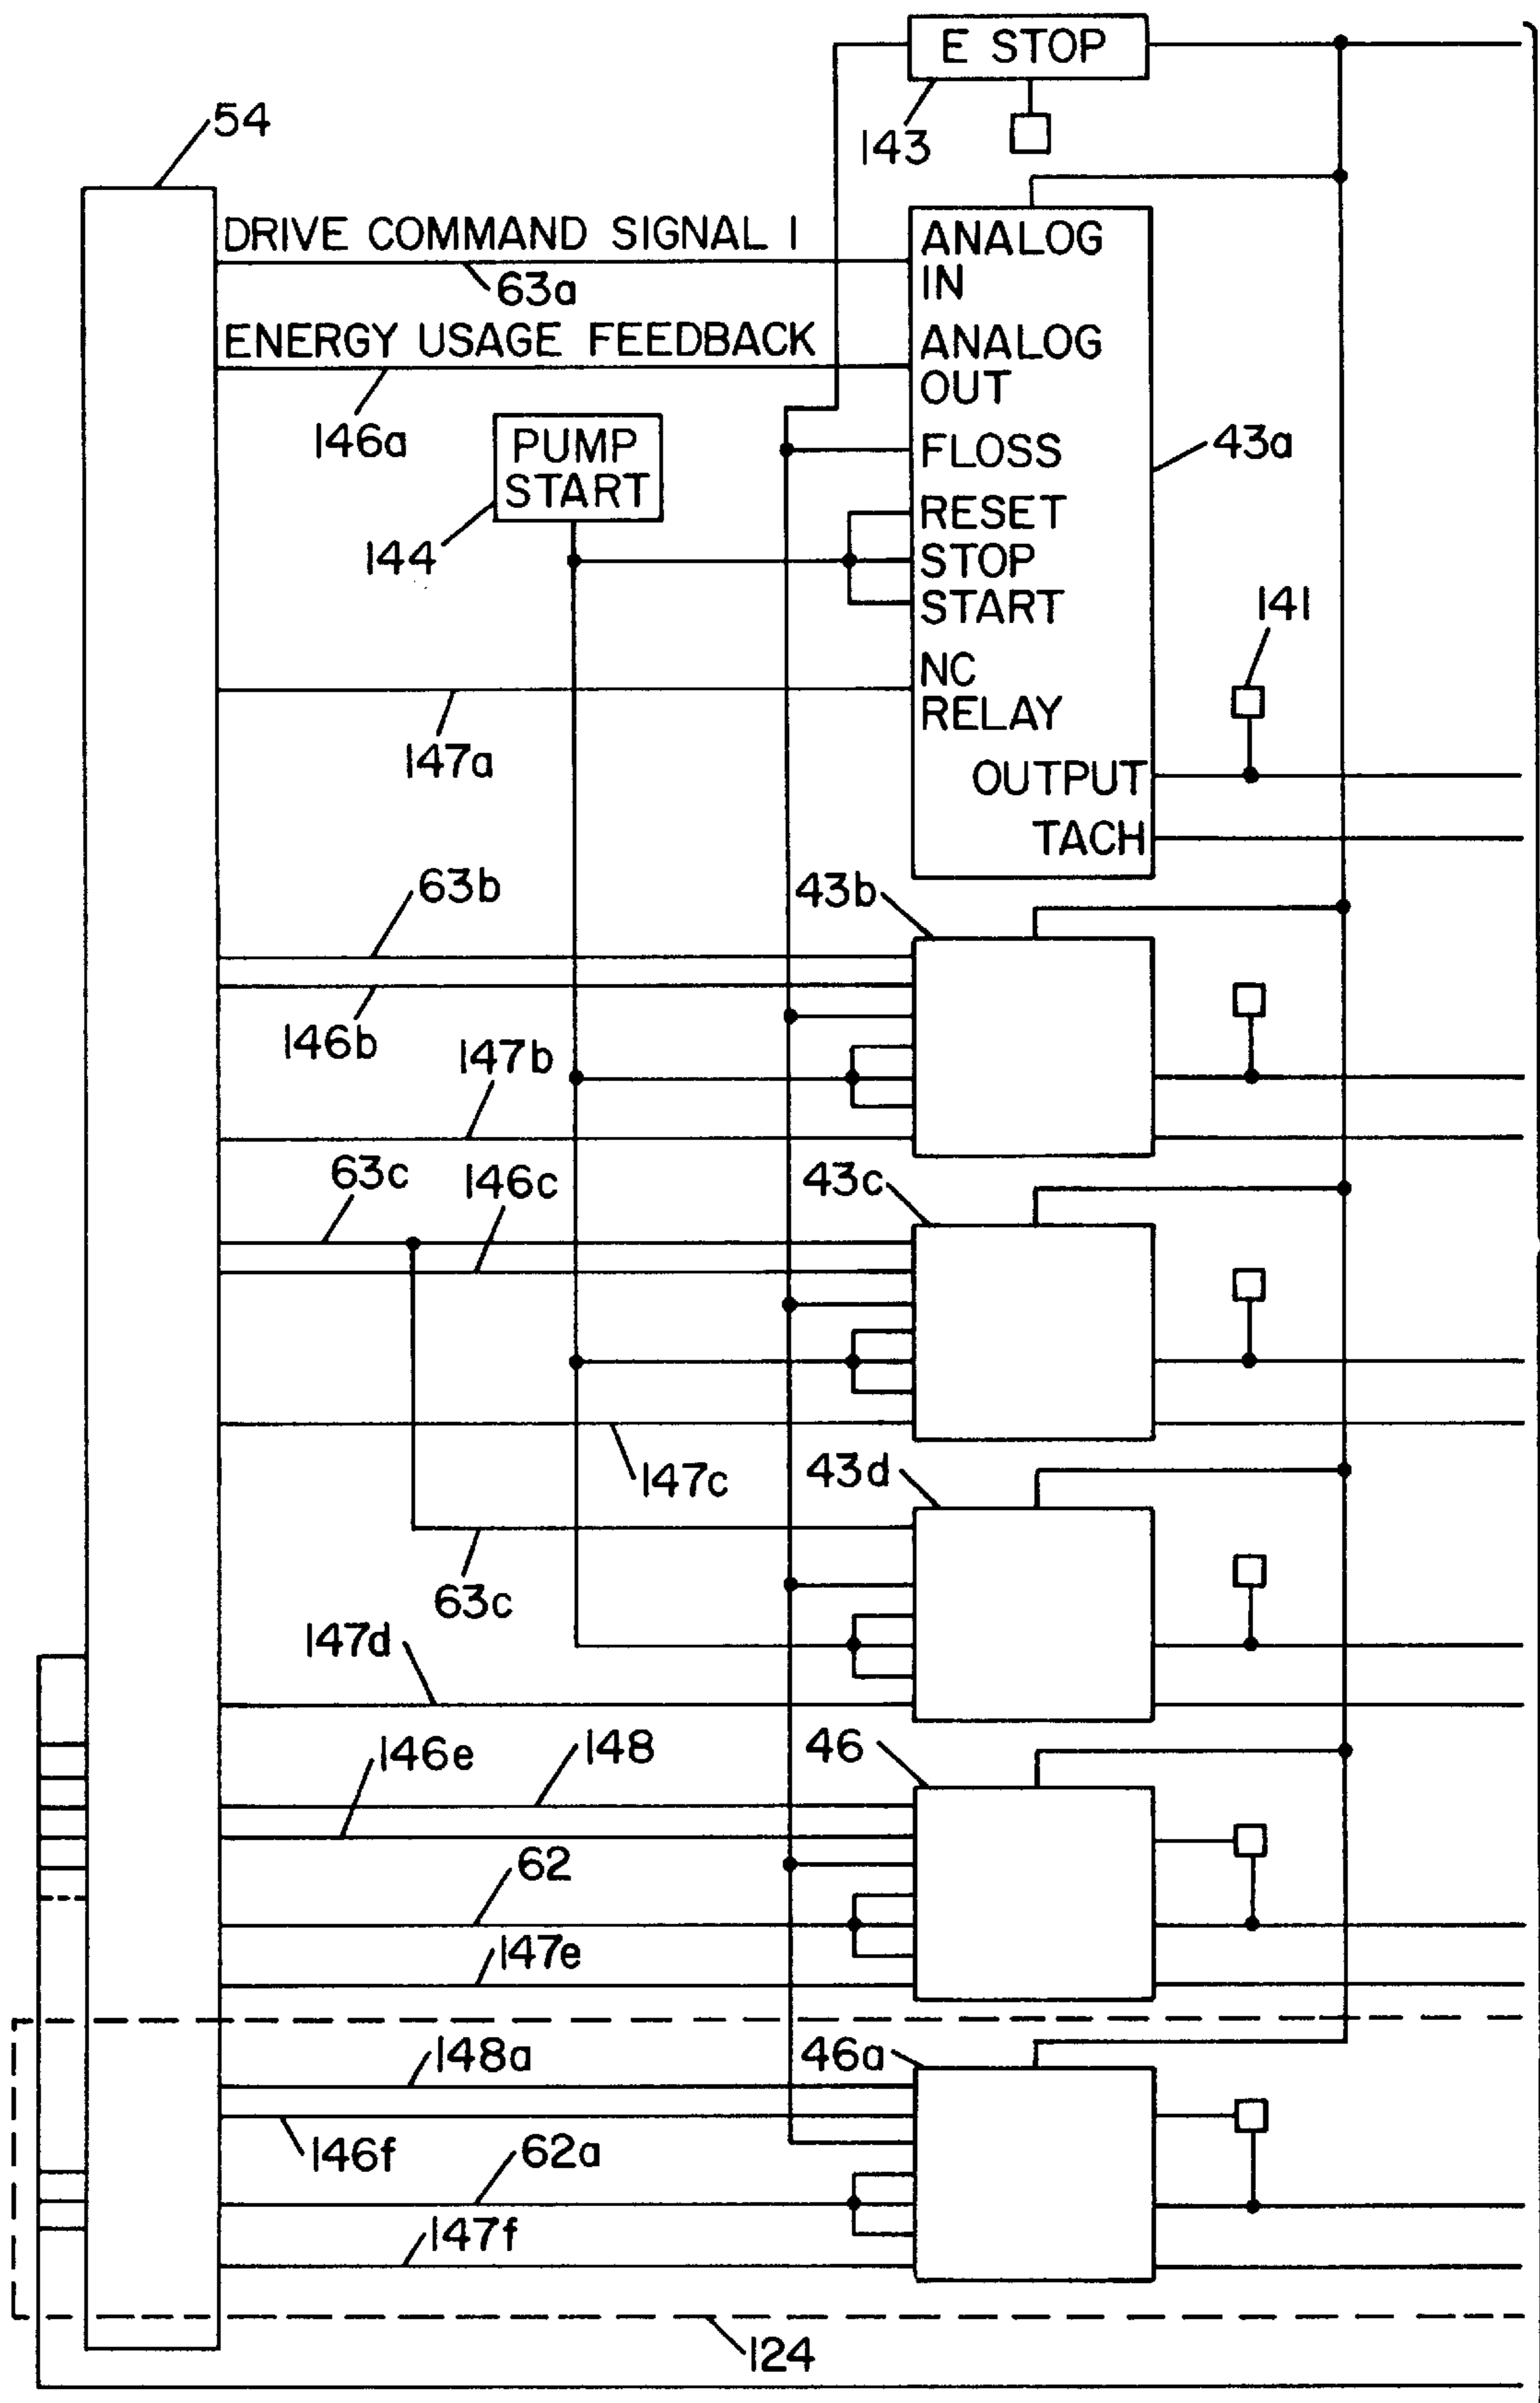 E STOP
143
54
DRIVE COMMAND SIGNAL 1
63a
ENERGY USAGE FEEDBACK
146a
PUMP
START
144
ANALOG
IN
ANALOG
OUT
FLOSS
RESET
STOP
START
NC
RELAY
OUTPUT
TACH
43a
141
147a
63b
43b
146b
147b
63c
146c
43c
147c
43d
63c
147d
146e
148
46
62
147e
148a
46a
146f
62a
147f
124